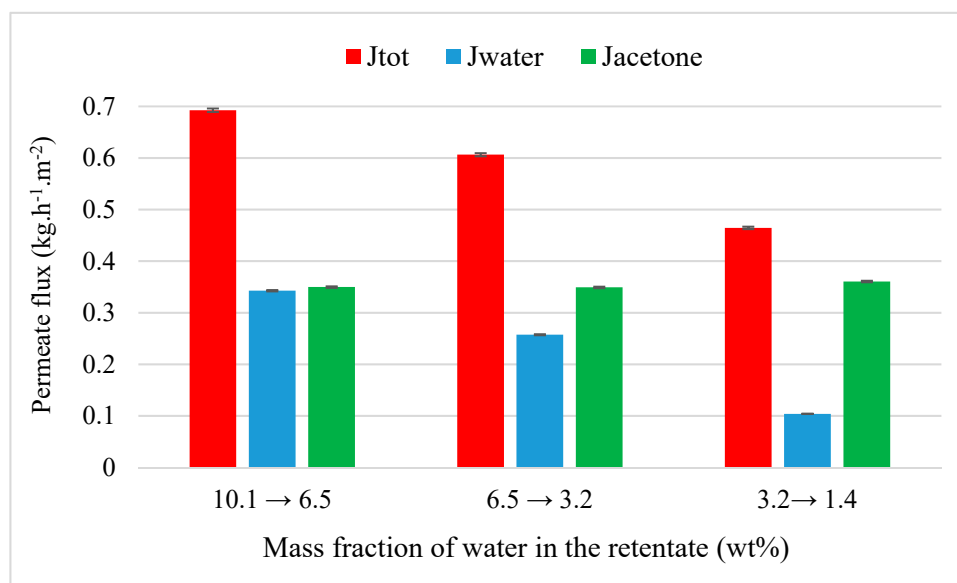 Jtot Jwater Jacetone
Permeate flux (kg.h⁻¹.m⁻²)
0.7
0.6
0.5
0.4
0.3
0.2
0.1
0
10.1 → 6.5 6.5 → 3.2 3.2→ 1.4
Mass fraction of water in the retentate (wt%)